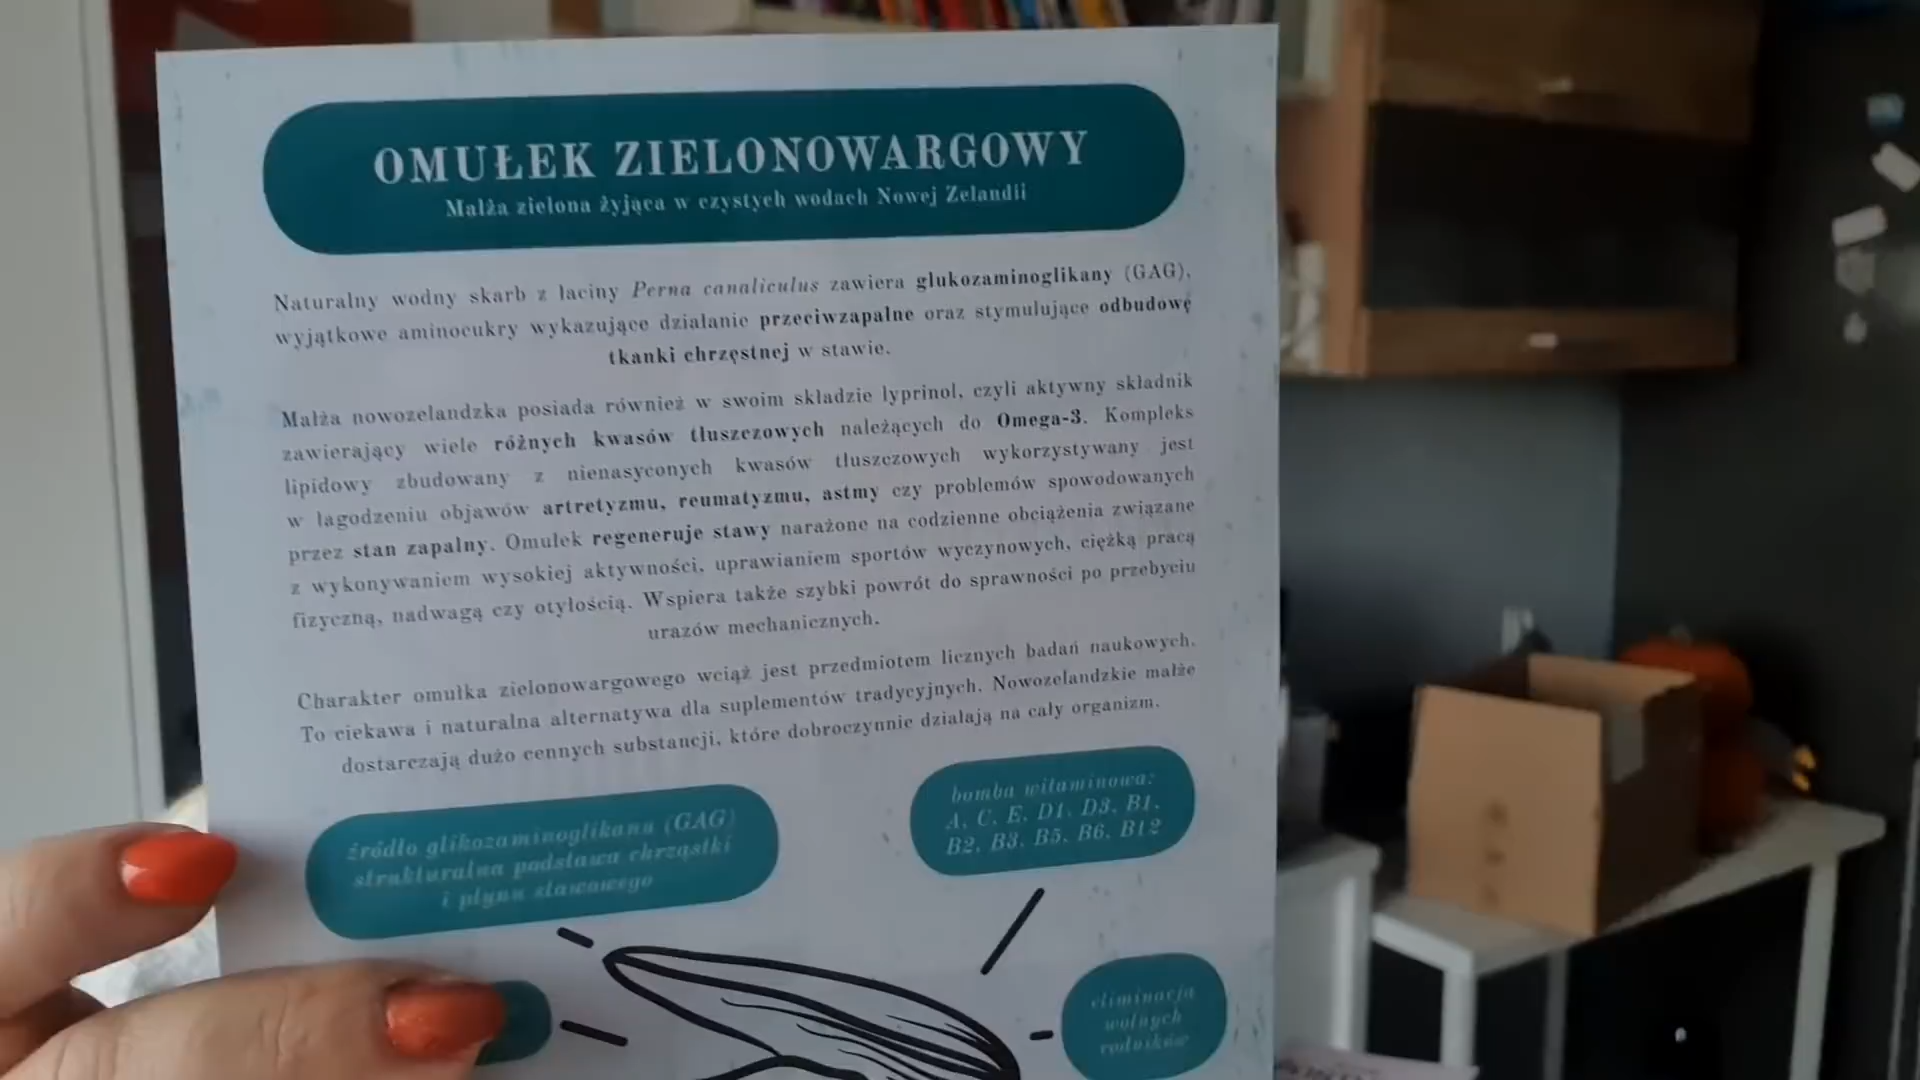 OMUŁEK ZIELONOWARGOWY
Małża zielona żyjąca w czystych wodach Nowej Zelandii
Naturalny wodny skarb z łaciny Perna canaliculus zawiera glukozaminoglikany (GAG),
wyjątkowe aminocukry wykazujące działanie przeciwzapalne oraz stymulujące odbudowę
tkanki chrzęstnej w stawie.
Małża nowozelandzka posiada również w swoim składzie lyprinol, czyli aktywny składnik
zawierający wiele różnych kwasów tłuszczowych należących do Omega-3. Kompleks
lipidowy zbudowany z nienasyconych kwasów tłuszczowych wykorzystywany jest
w łagodzeniu objawów artretyzmu, reumatyzmu, astmy czy problemów spowodowanych
przez stan zapalny. Omułek regeneruje stawy narażone na codzienne obciążenia związane
z wykonywaniem wysokiej aktywności, uprawianiem sportów wyczynowych, ciężką pracą
fizyczną, nadwagą czy otyłością. Wspiera także szybki powrót do sprawności po przebyciu
urazów mechanicznych.
Charakter omułka zielonowargowego wciąż jest przedmiotem licznych badań naukowych.
To ciekawa i naturalna alternatywa dla suplementów tradycyjnych. Nowozelandzkie małże
dostarczają dużo cennych substancji, które dobroczynnie działają na cały organizm.
źródło glikozaminoglikana (GAG)
strukturalna podstawa chrząstki
i płynu stawowego
bomba witaminowa:
A, C, E, D1, D3, B1,
B2, B3, B5, B6, B12
eliminacja
wolnych
rodników